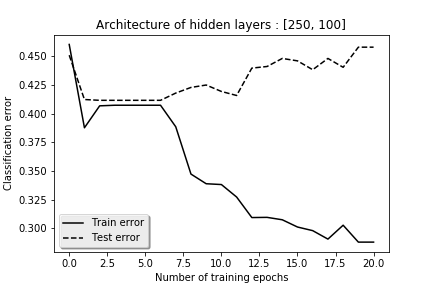 Architecture of hidden layers : [250, 100]
Classification error
0.450
0.425
0.400
0.375
0.350
0.325
0.300
Train error
Test error
0.0 2.5 5.0 7.5 10.0 12.5 15.0 17.5 20.0
Number of training epochs